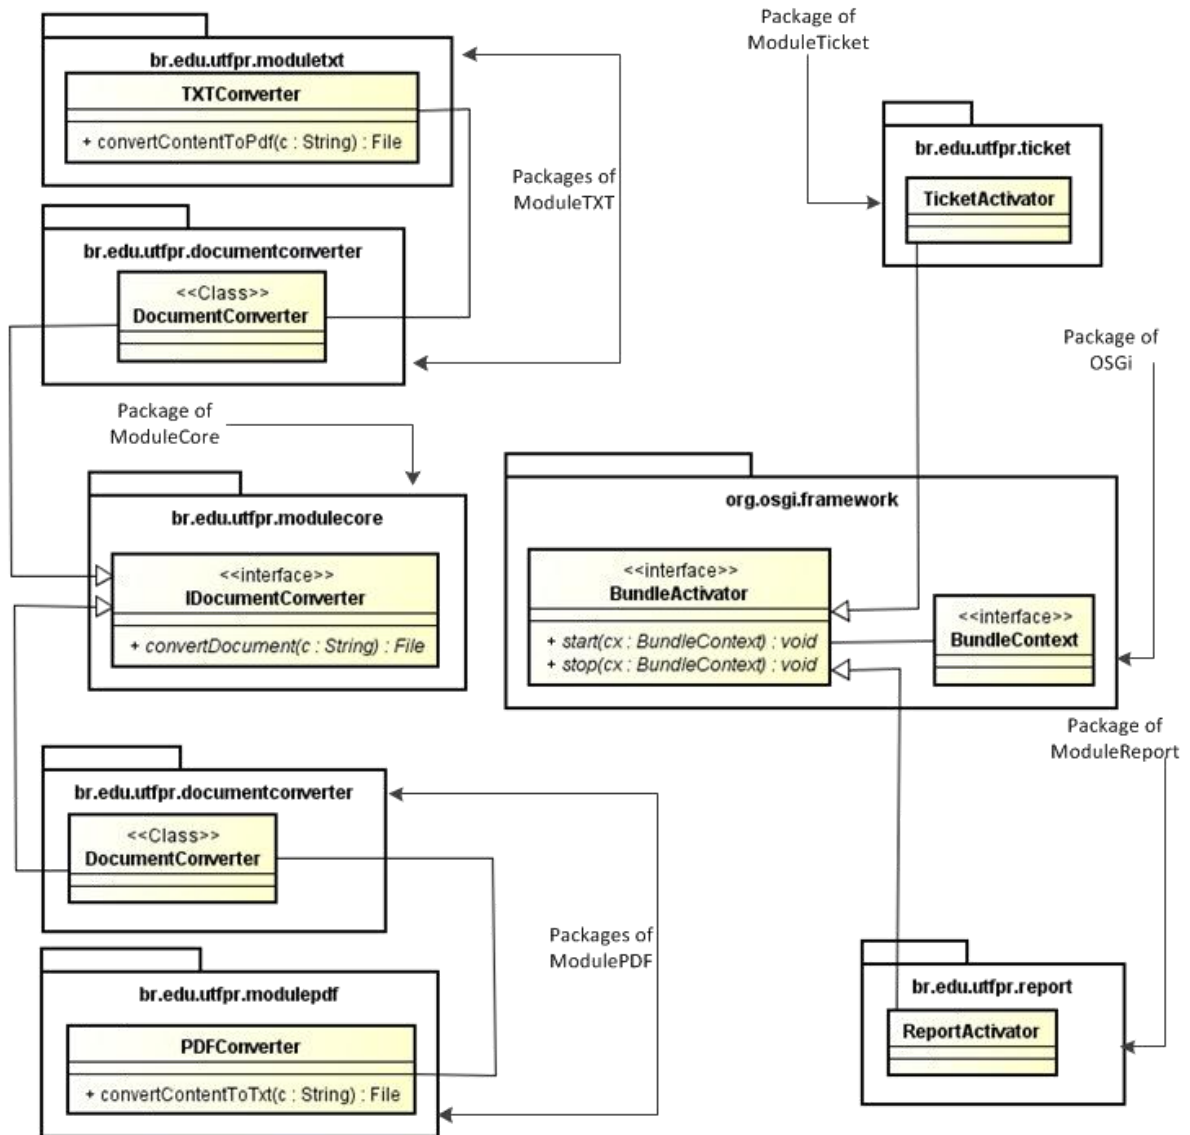 br.edu.utfpr.moduletxt
TXTConverter
+ convertContentToPdf(c : String) : File
Packages of
ModuleTXT
br.edu.utfpr.documentconverter
<<Class>>
DocumentConverter
Package of
ModuleCore
br.edu.utfpr.modulecore
<<interface>>
IDocumentConverter
+ convertDocument(c : String) : File
br.edu.utfpr.documentconverter
<<Class>>
DocumentConverter
Packages of
ModulePDF
br.edu.utfpr.modulepdf
PDFConverter
+ convertContentToTxt(c : String) : File
Package of
ModuleTicket
br.edu.utfpr.ticket
TicketActivator
Package of
OSGi
org.osgi.framework
<<interface>>
BundleActivator
+ start(cx : BundleContext) : void
+ stop(cx : BundleContext) : void
<<interface>>
BundleContext
Package of
ModuleReport
br.edu.utfpr.report
ReportActivator